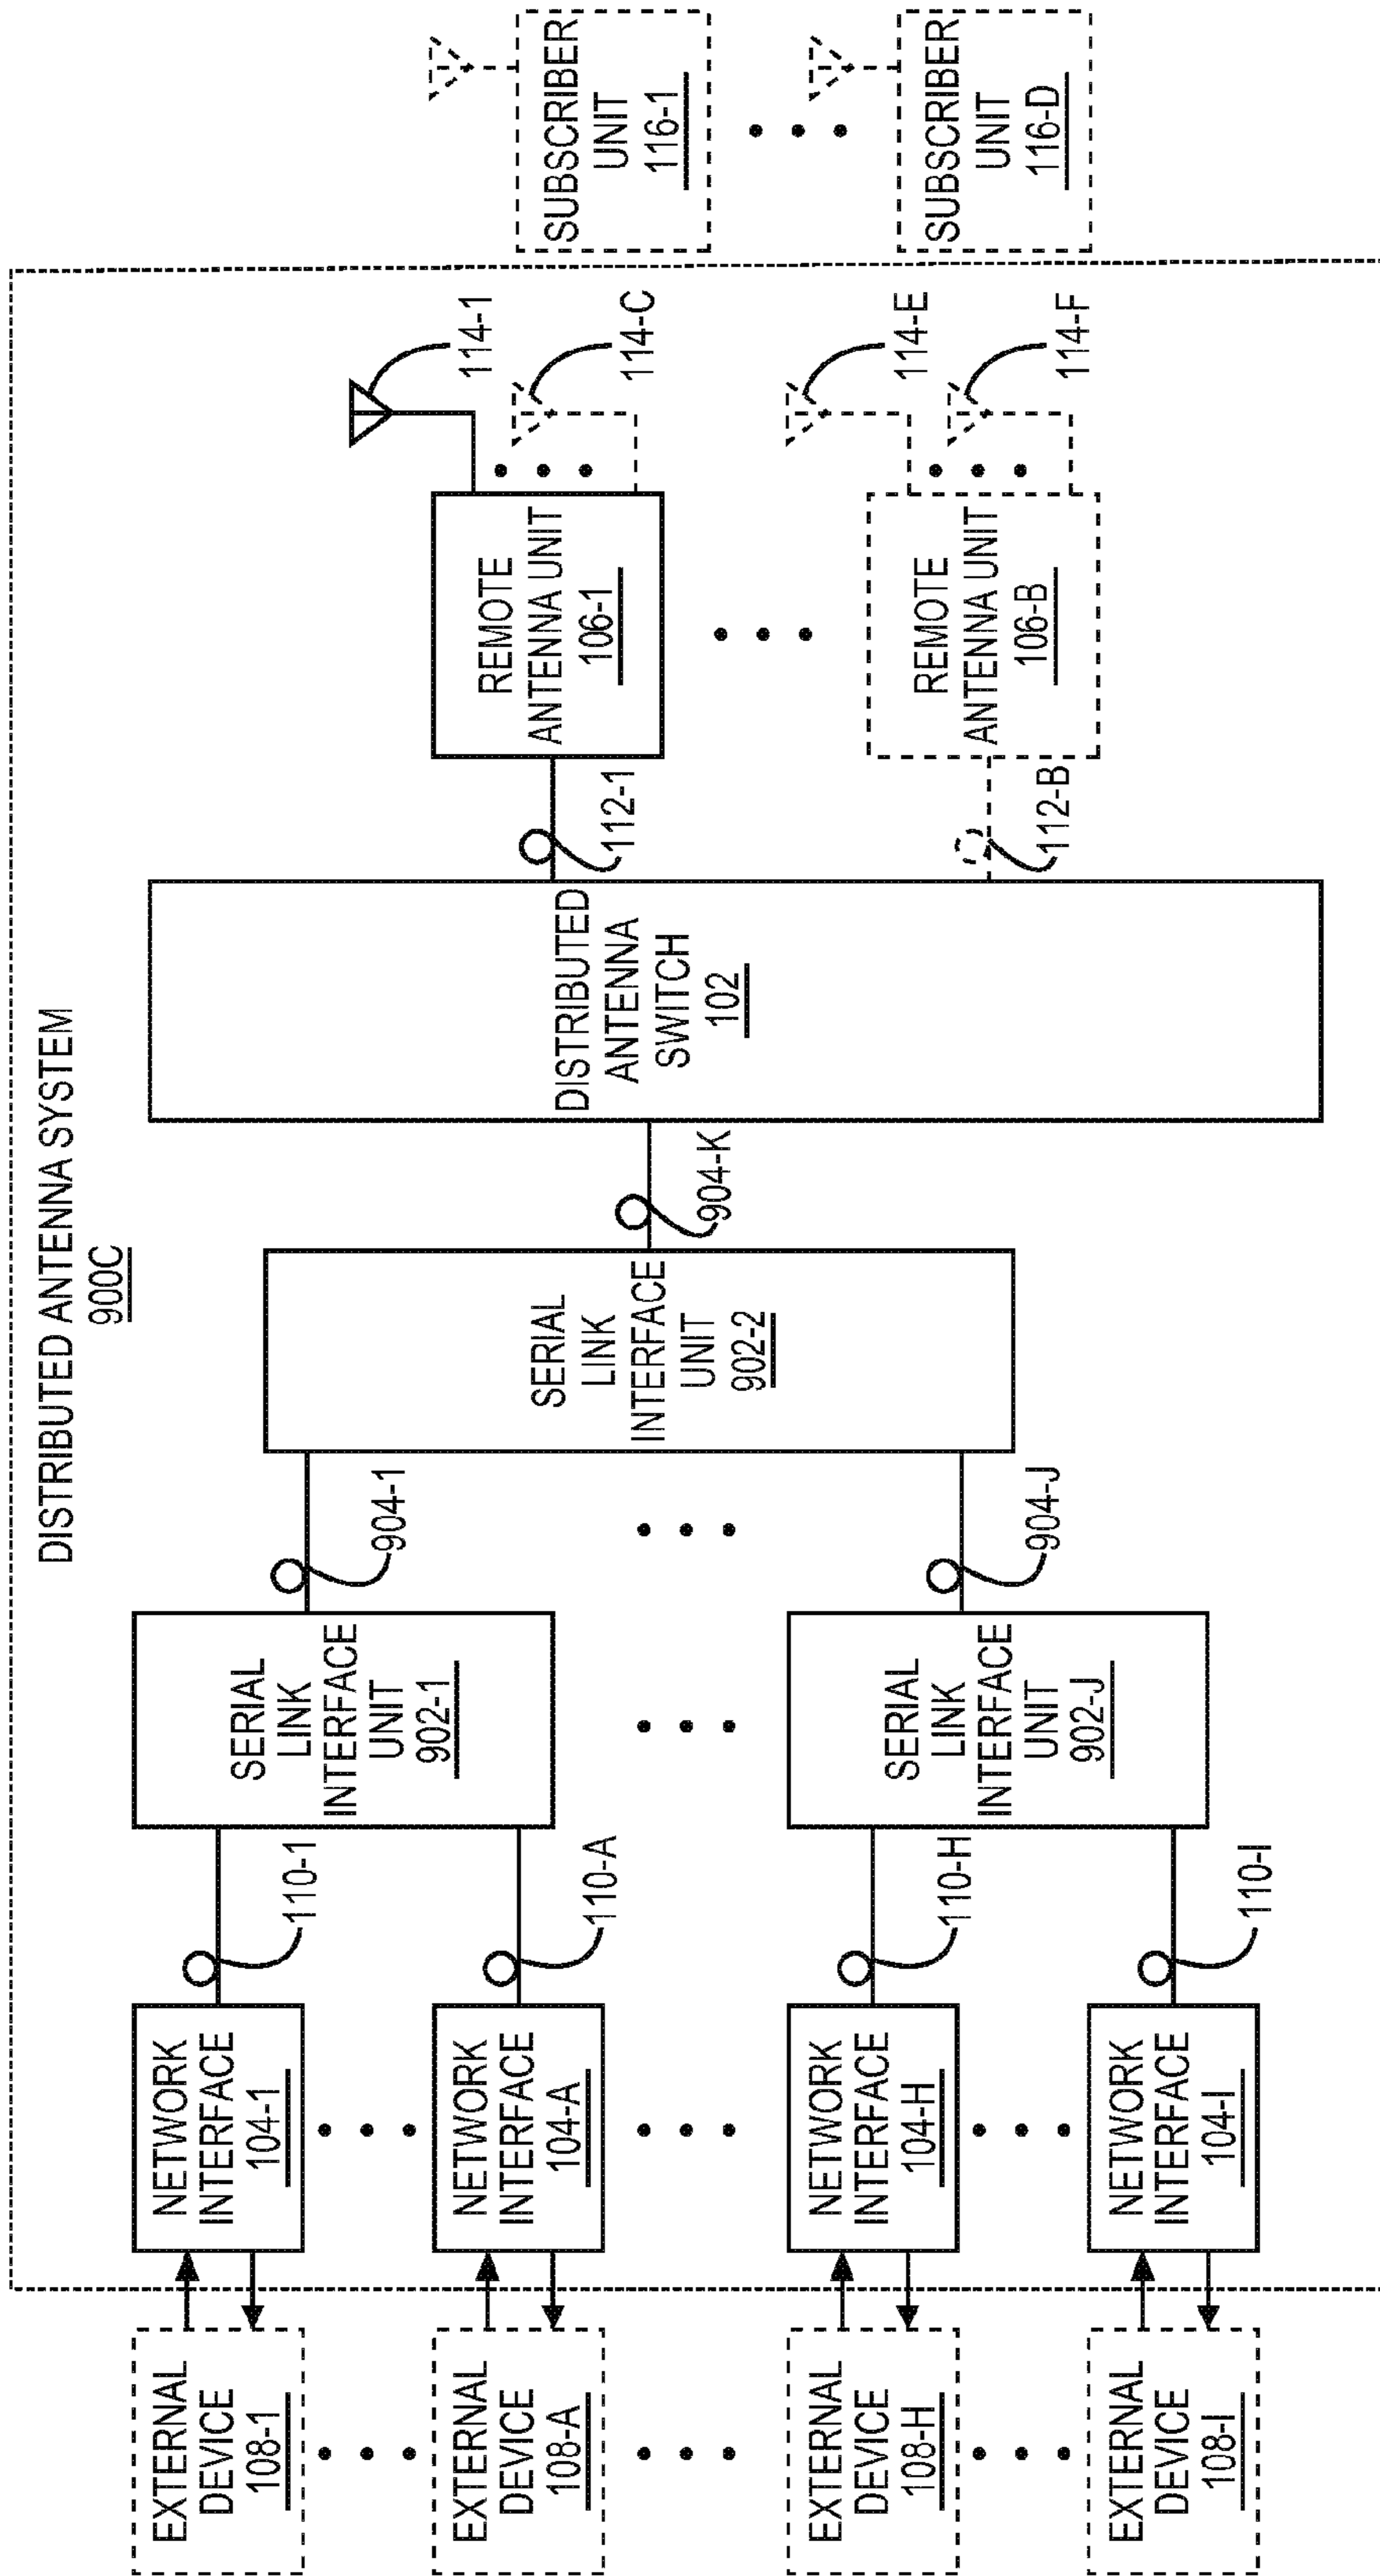 DISTRIBUTED ANTENNA SYSTEM
900C
EXTERNAL
DEVICE
108-1
EXTERNAL
DEVICE
108-A
EXTERNAL
DEVICE
108-H
EXTERNAL
DEVICE
108-I
NETWORK
INTERFACE
104-1
NETWORK
INTERFACE
104-A
NETWORK
INTERFACE
104-H
NETWORK
INTERFACE
104-I
110-1
110-A
110-H
110-I
SERIAL
LINK
INTERFACE
UNIT
902-1
SERIAL
LINK
INTERFACE
UNIT
902-J
904-1
904-J
SERIAL
LINK
INTERFACE
UNIT
902-2
904-K
DISTRIBUTED
ANTENNA
SWITCH
102
112-1
112-B
REMOTE
ANTENNA UNIT
106-1
REMOTE
ANTENNA UNIT
106-B
114-1
114-C
114-E
114-F
SUBSCRIBER
UNIT
116-1
SUBSCRIBER
UNIT
116-D